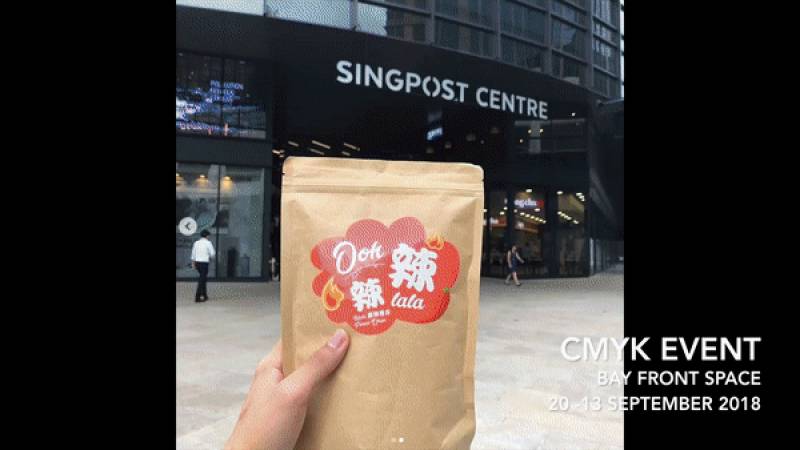 SINGPOST CENTRE
Ooh
辣
辣
lala
CMYK EVENT
BAY FRONT SPACE
20 -13 SEPTEMBER 2018